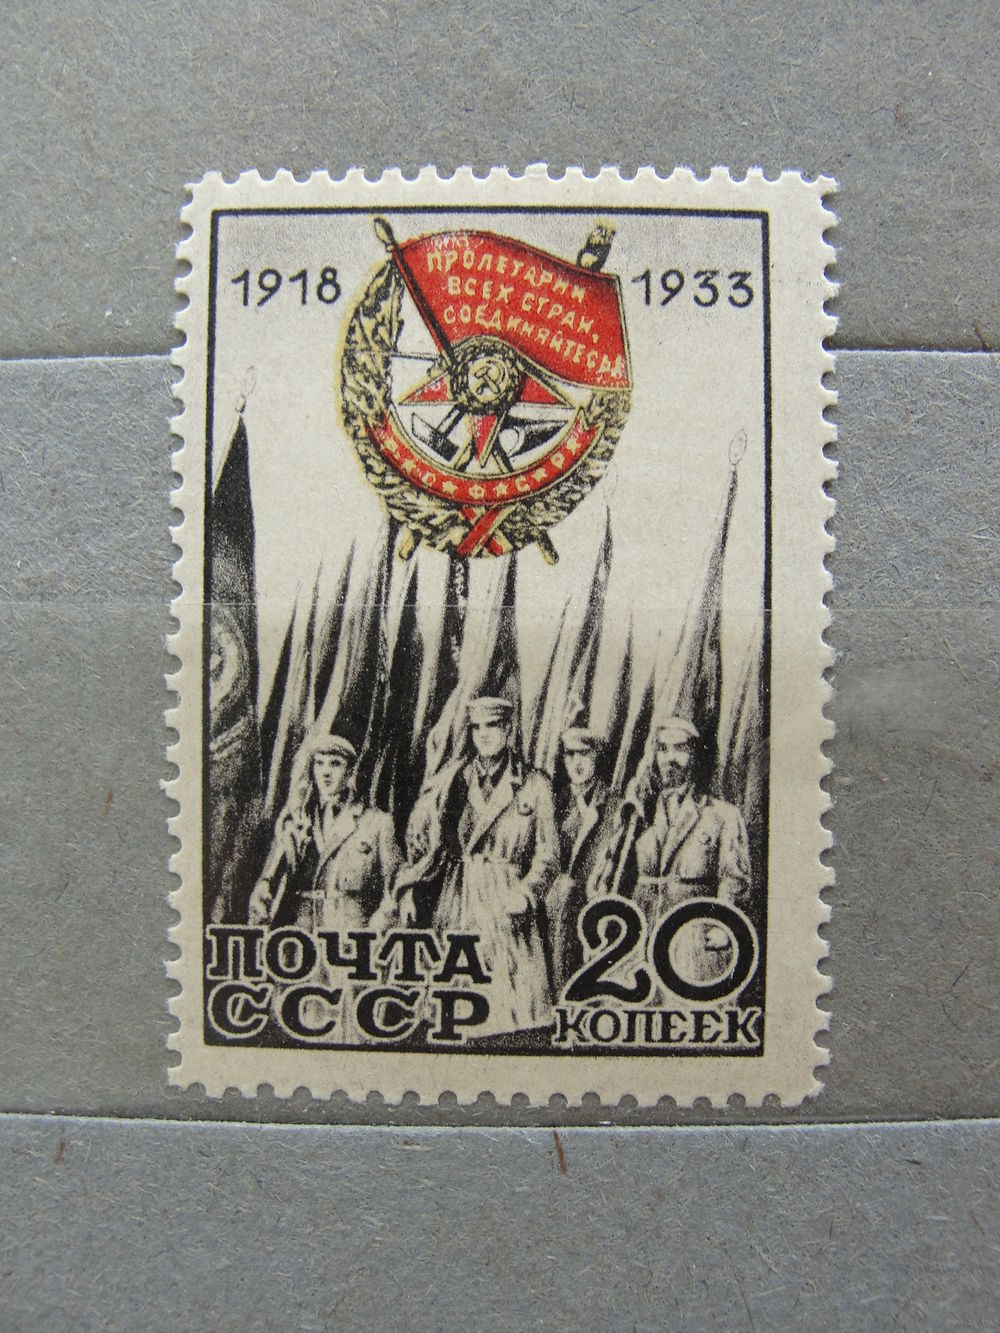 1918
1933
ПРОЛЕТАРИИ
ВСЕХ СТРАН,
СОЕДИНЯЙТЕСЬ
ПОЧТА
СССР
20
КОПЕЕК